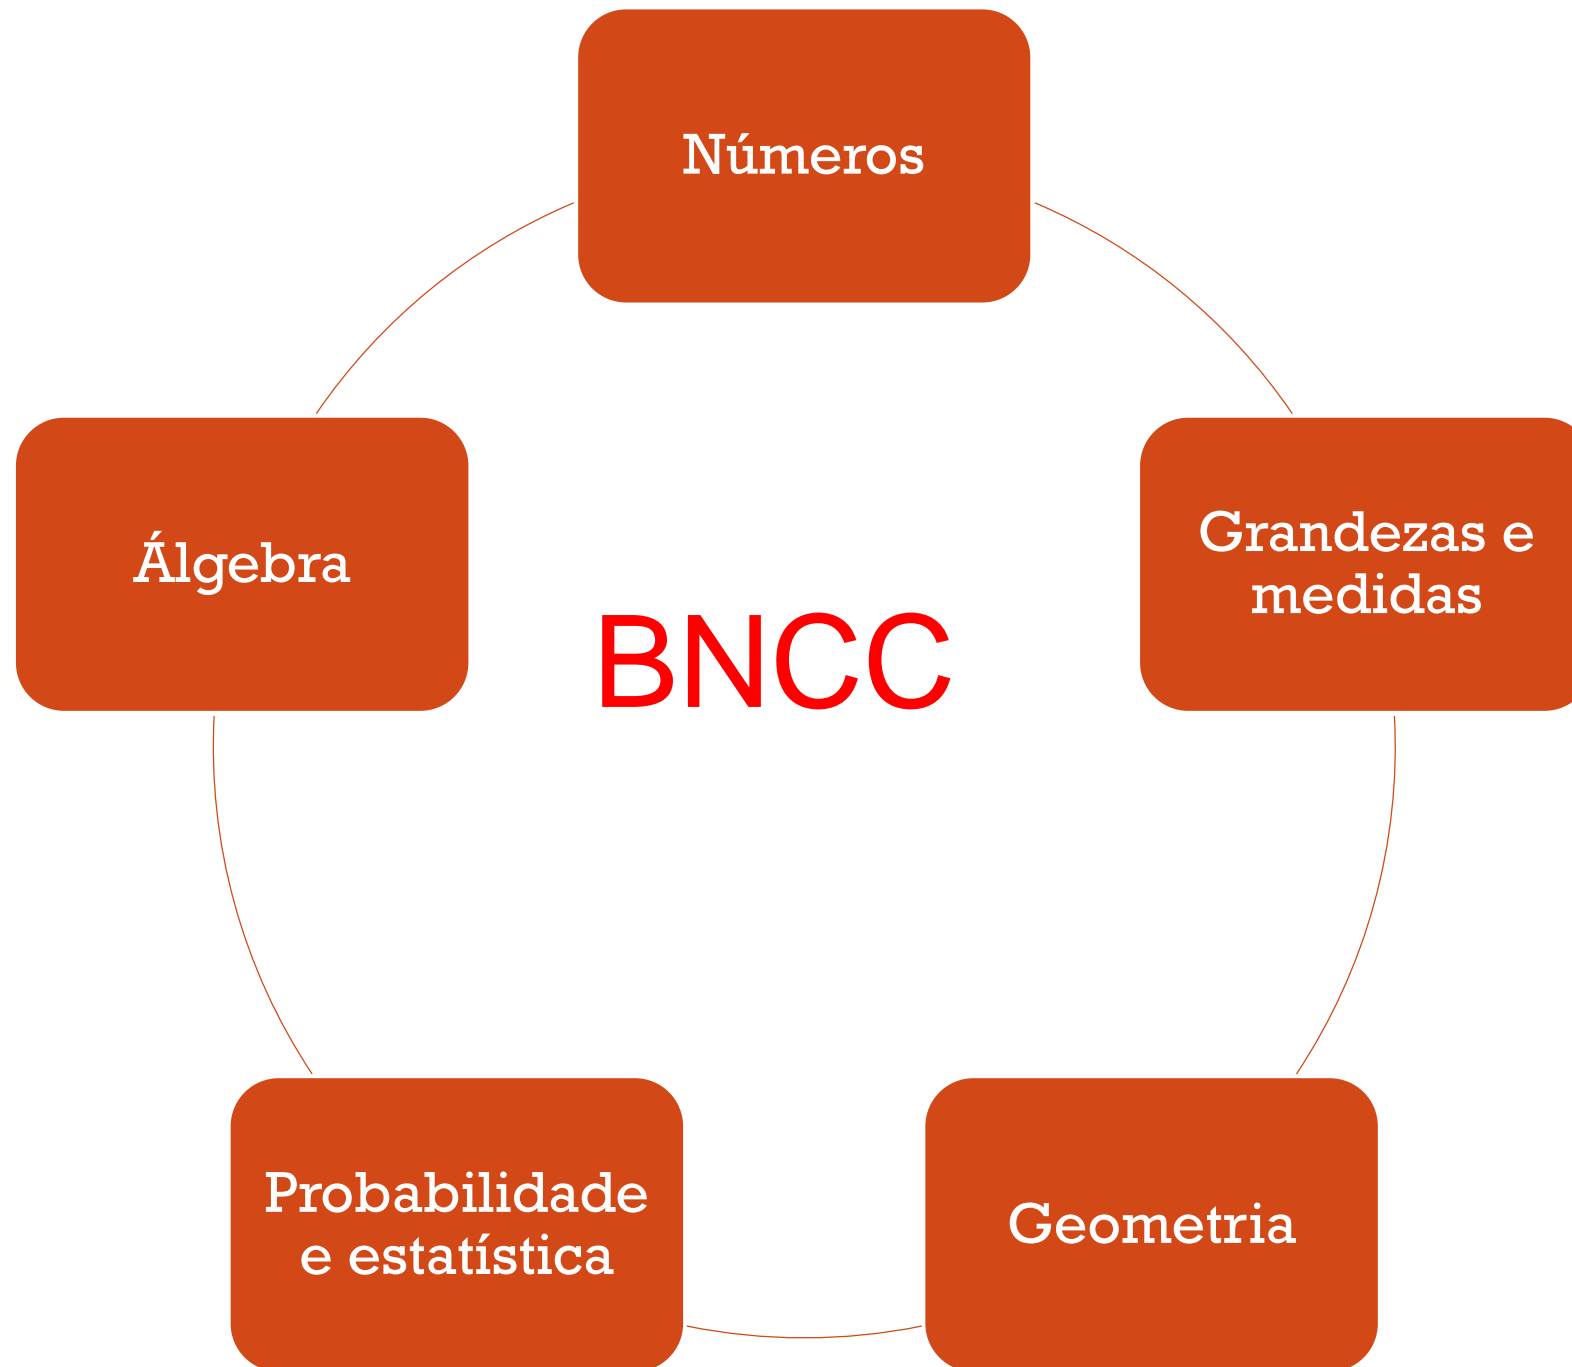 Números
Álgebra
Grandezas e
medidas
BNCC
Probabilidade
e estatística
Geometria